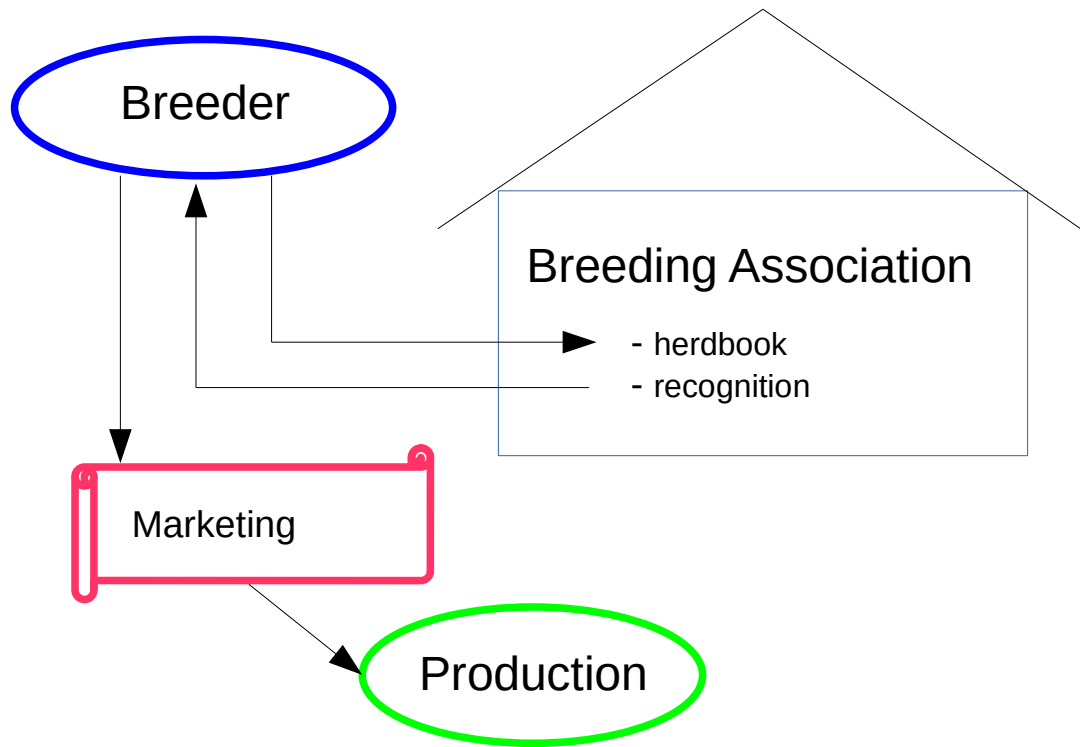 Breeder
Breeding Association
- herdbook
- recognition
Marketing
Production